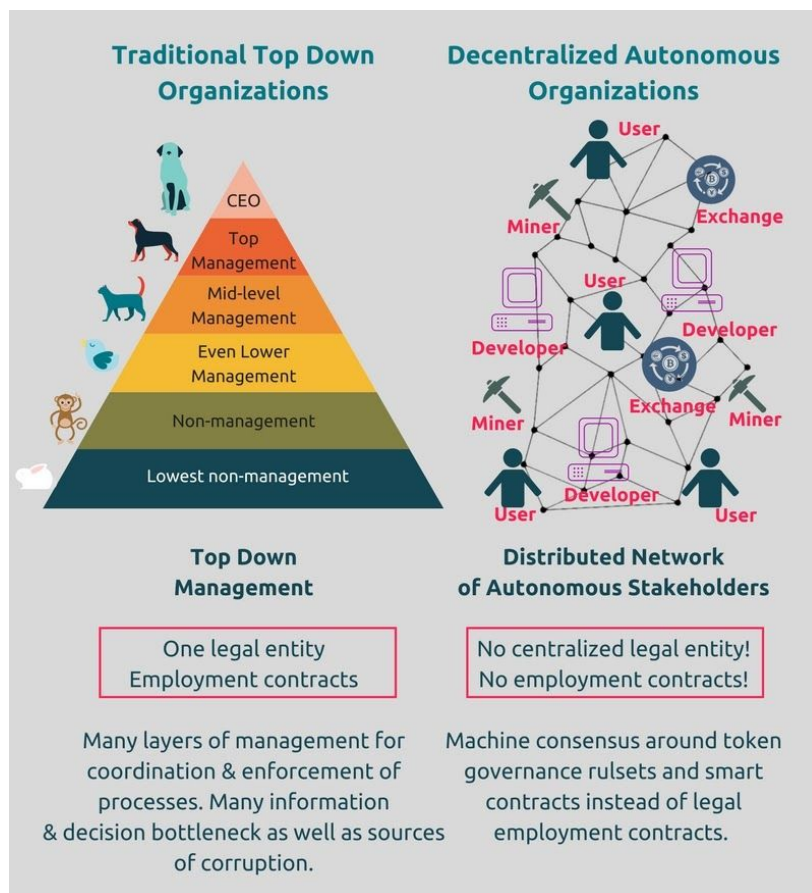 Traditional Top Down
Organizations
CEO
Top
Management
Mid-level
Management
Even Lower
Management
Non-management
Lowest non-management
Top Down
Management
One legal entity
Employment contracts
Many layers of management for
coordination & enforcement of
processes. Many information
& decision bottleneck as well as sources
of corruption.
Decentralized Autonomous
Organizations
User
Miner
Exchange
User
Developer
Developer
Exchange
Miner
Miner
Developer
User
User
Distributed Network
of Autonomous Stakeholders
No centralized legal entity!
No employment contracts!
Machine consensus around token
governance rulsets and smart
contracts instead of legal
employment contracts.